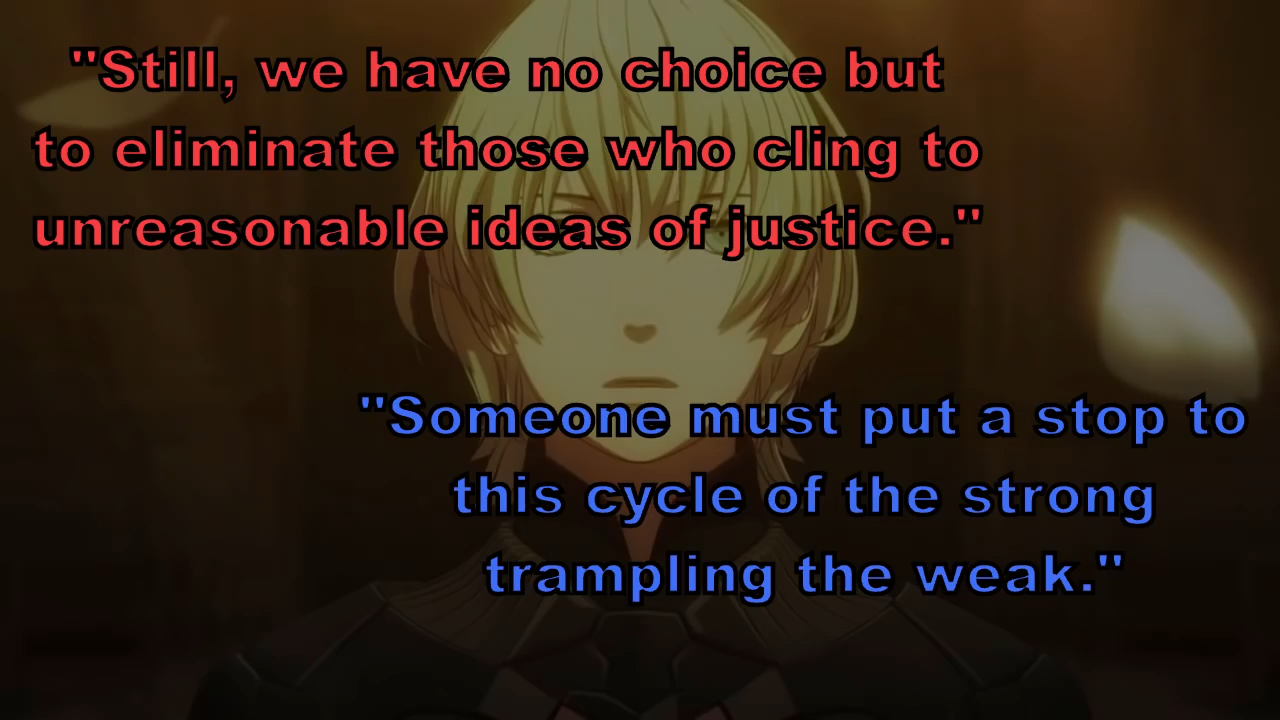 "Still, we have no choice but
to eliminate those who cling to
unreasonable ideas of justice."
"Someone must put a stop to
this cycle of the strong
trampling the weak."